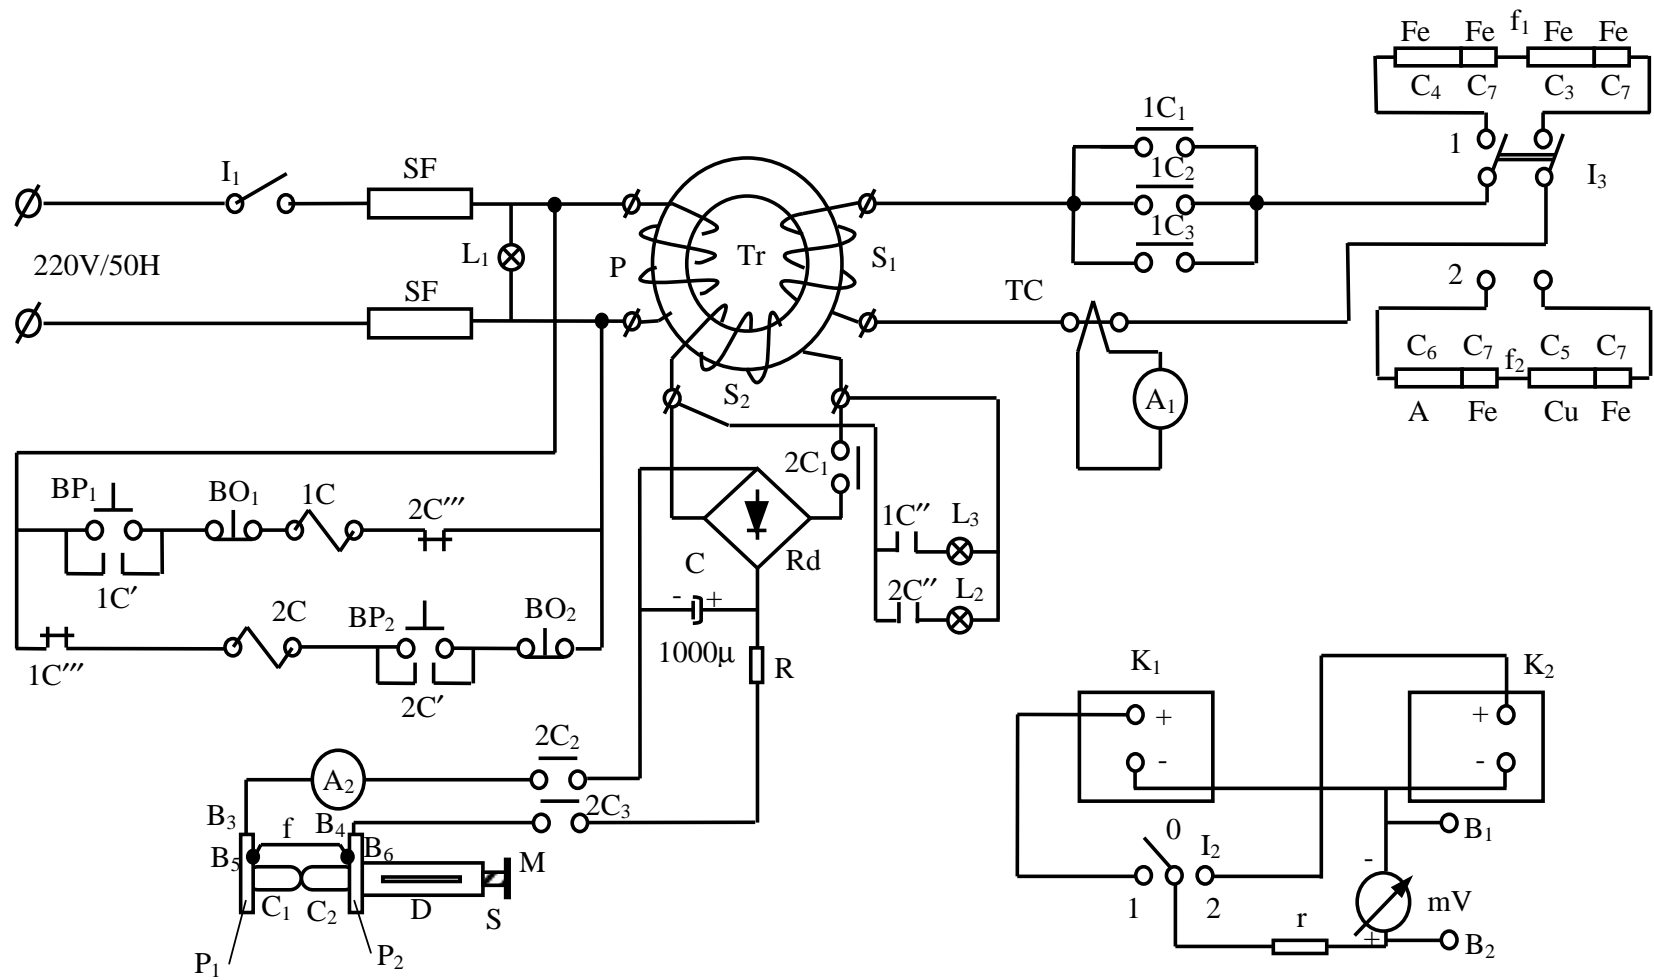 Fe Fe f₁ Fe Fe
C₄ C₇ C₃ C₇
1C₁
1
I₁ SF 1C₂ I₃
1C₃
L₁ Tr S₁
220V/50H P
SF TC 2
C₆ C₇ f₂ C₅ C₇
S₂ A₁
A Fe Cu Fe
2C₁
BP₁ BO₁ 1C 2C‴
1C″ L₃
C Rd
- +
1C′ 2C″ L₂
2C BP₂ BO₂
1000μ R
1C‴ 2C′
K₁ K₂
+ +
2C₂
- -
A₂
2C₃
B₃ f B₄
0 I₂ B₁
B₅ B₆ M
-
C₁ C₂ D S
1 2 r mV
+ B₂
P₁ P₂